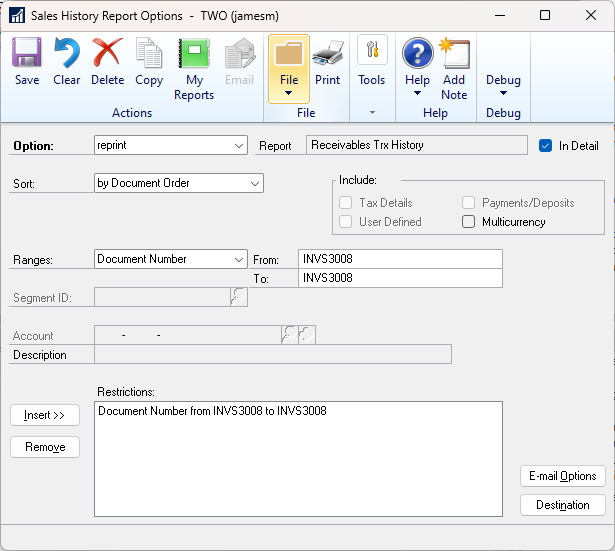 Sales History Report Options - TWO (jamesm)
Save Clear Delete Copy My Reports Email File Print Tools Help Add Note Debug
Actions File Help Debug
Option: reprint Report Receivables Trx History In Detail
Sort: by Document Order Include:
Tax Details Payments/Deposits
User Defined Multicurrency
Ranges: Document Number From: INVS3008
To: INVS3008
Segment ID:
Account - -
Description
Restrictions:
Insert >> Document Number from INVS3008 to INVS3008
Remove
E-mail Options
Destination